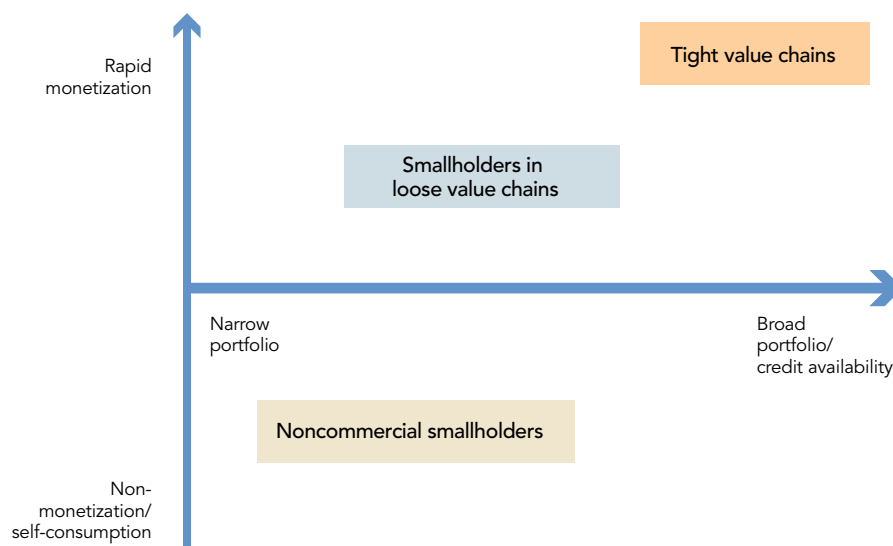 Rapid
monetization
Tight value chains
Smallholders in
loose value chains
Narrow
portfolio
Broad
portfolio/
credit availability
Noncommercial smallholders
Non-
monetization/
self-consumption